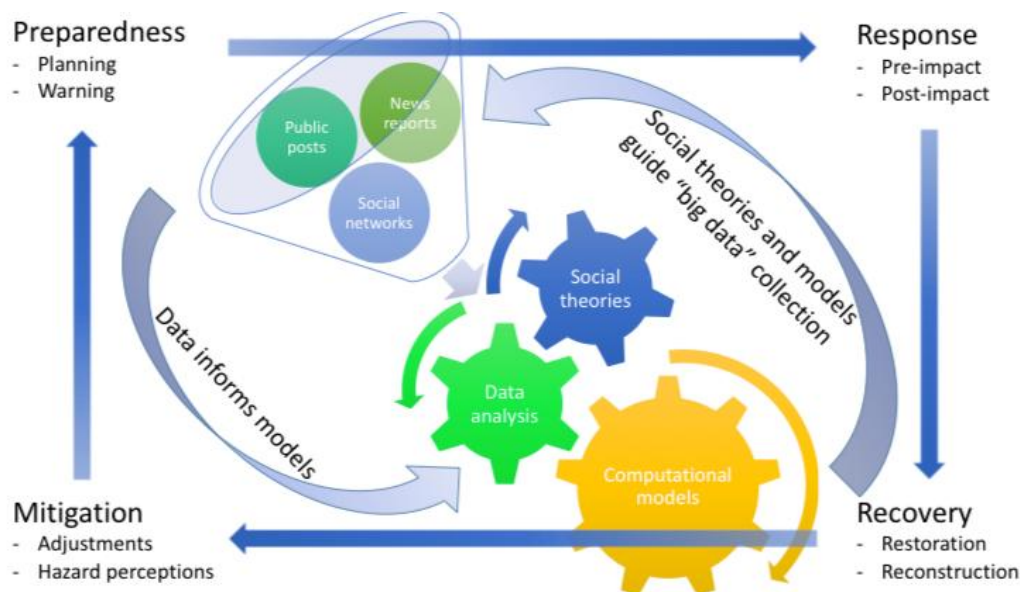 Preparedness
- Planning
- Warning
Response
- Pre-impact
- Post-impact
News
reports
Public
posts
Social
networks
Social theories and models
guide “big data” collection
Social
theories
Data informs models
Data
analysis
Computational
models
Mitigation
- Adjustments
- Hazard perceptions
Recovery
- Restoration
- Reconstruction